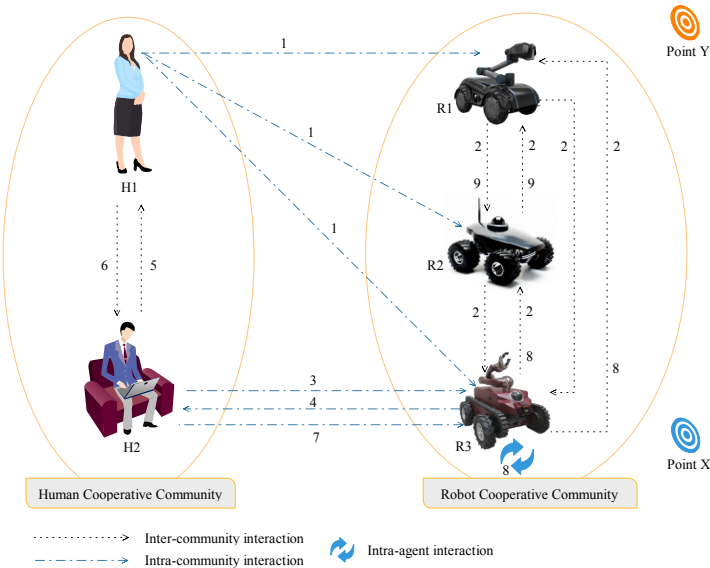 1
Point Y
R1
1
2
2
2
2
H1
9
9
1
R2
6
5
2
2
3
8
8
4
H2
7
R3
8
Point X
Human Cooperative Community
Robot Cooperative Community
Inter-community interaction
Intra-community interaction
Intra-agent interaction